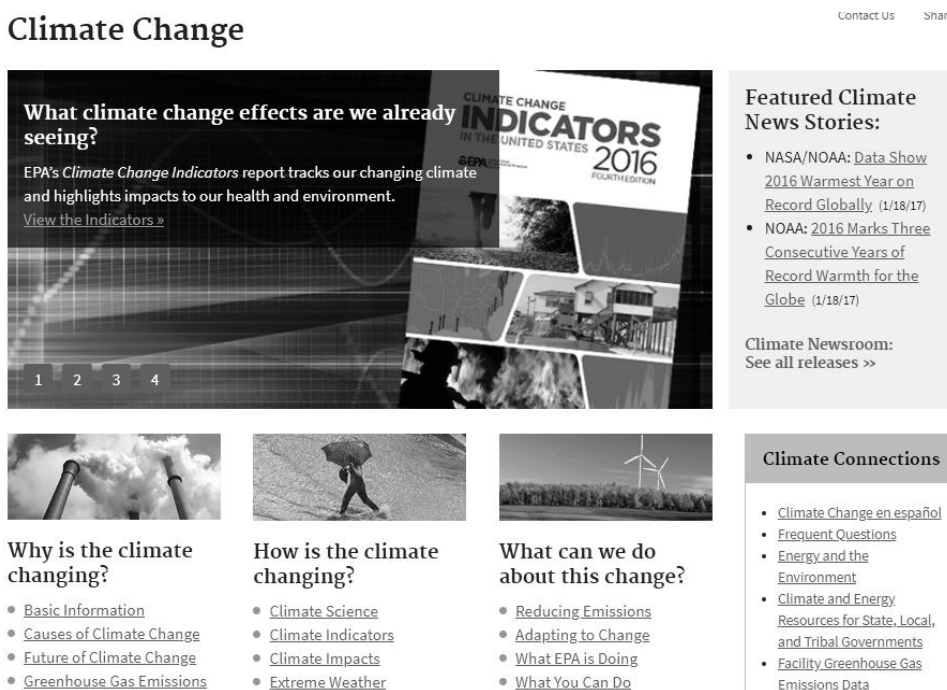 Climate Change
Contact Us
What climate change effects are we already
seeing?
EPA's Climate Change Indicators report tracks our changing climate
and highlights impacts to our health and environment.
View the Indicators »
CLIMATE CHANGE
INDICATORS
IN THE UNITED STATES
2016
EPA
FOURTH EDITION
1 2 3 4
Featured Climate
News Stories:
• NASA/NOAA: Data Show
2016 Warmest Year on
Record Globally (1/18/17)
• NOAA: 2016 Marks Three
Consecutive Years of
Record Warmth for the
Globe (1/18/17)
Climate Newsroom:
See all releases »
Why is the climate
changing?
• Basic Information
• Causes of Climate Change
• Future of Climate Change
• Greenhouse Gas Emissions
How is the climate
changing?
• Climate Science
• Climate Indicators
• Climate Impacts
• Extreme Weather
What can we do
about this change?
• Reducing Emissions
• Adapting to Change
• What EPA is Doing
• What You Can Do
Climate Connections
• Climate Change en español
• Frequent Questions
• Energy and the
Environment
• Climate and Energy
Resources for State, Local,
and Tribal Governments
• Facility Greenhouse Gas
Emissions Data